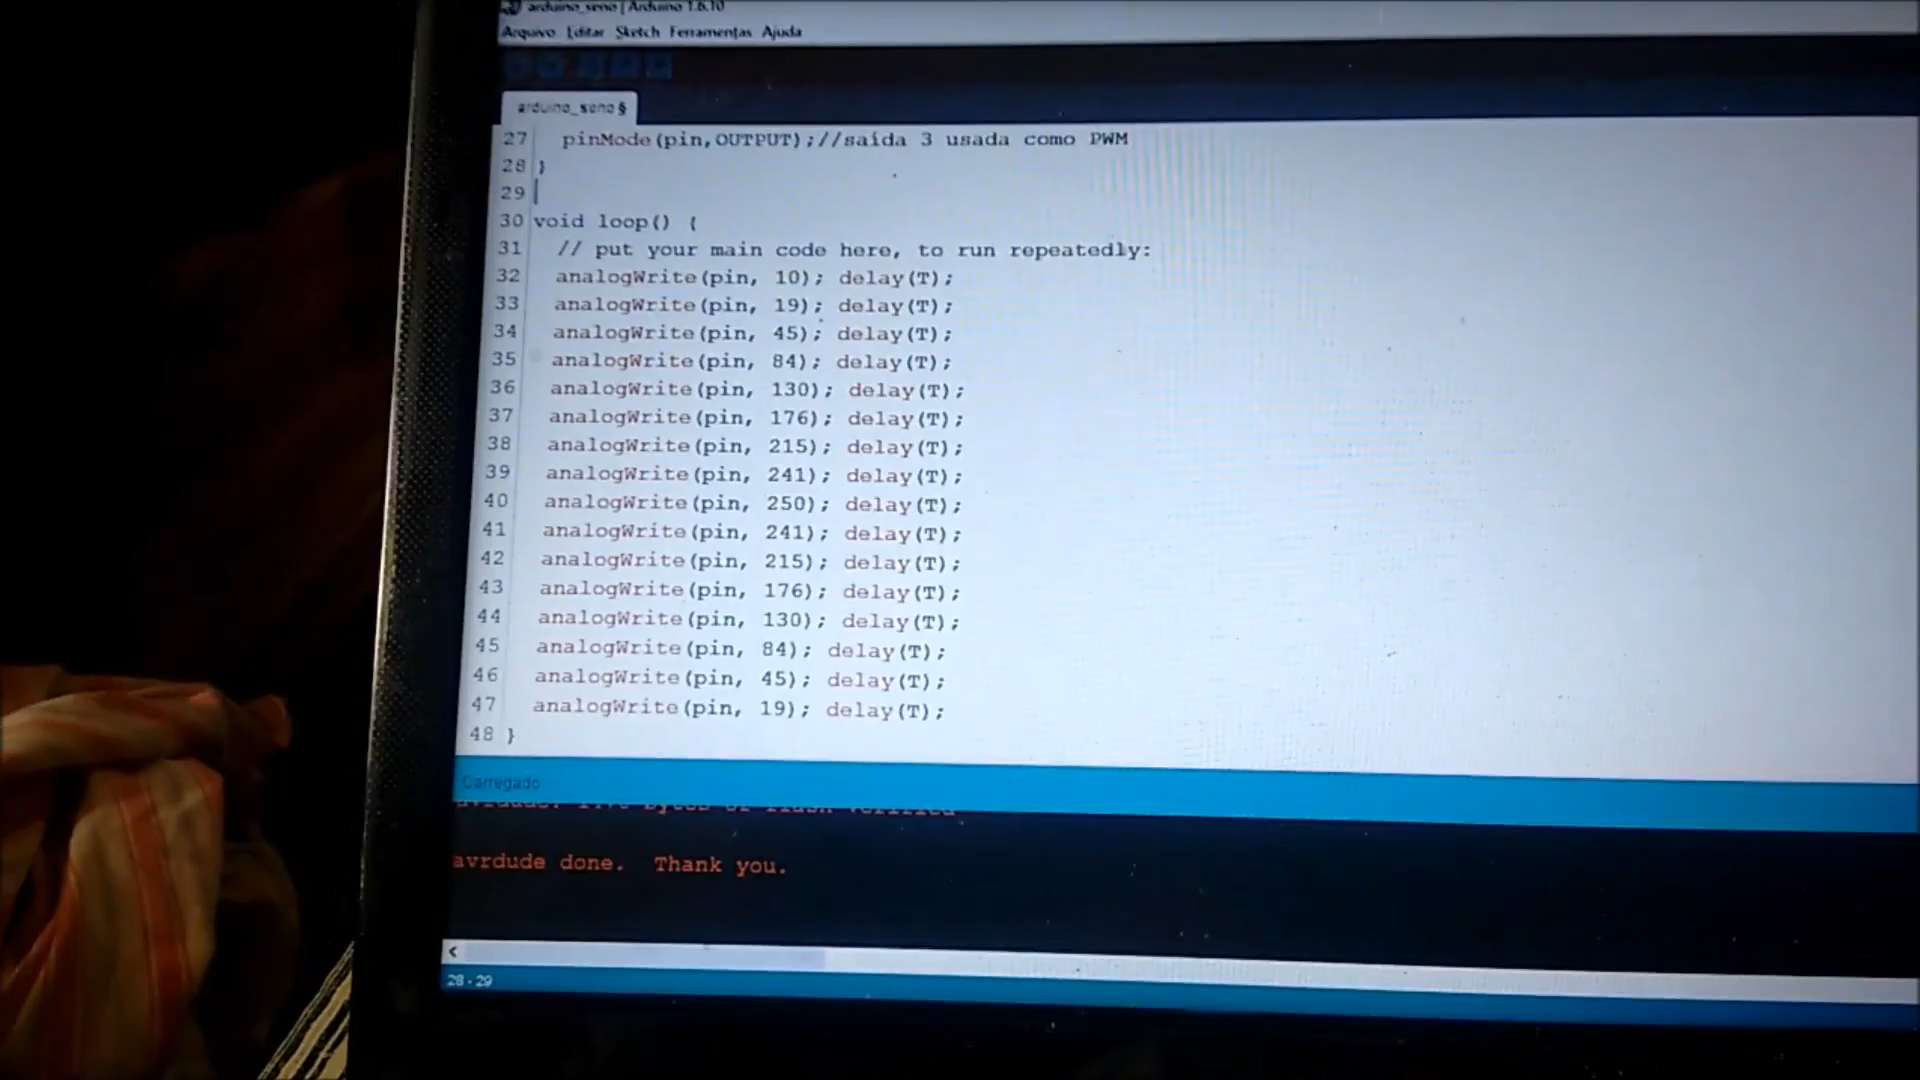 arduino_seno | Arduino 1.6.10
Arquivo Editar Sketch Ferramentas Ajuda
arduino_seno §
27 pinMode(pin,OUTPUT);//saída 3 usada como PWM
28 }
29
30 void loop() {
31 // put your main code here, to run repeatedly:
32 analogWrite(pin, 10); delay(T);
33 analogWrite(pin, 19); delay(T);
34 analogWrite(pin, 45); delay(T);
35 analogWrite(pin, 84); delay(T);
36 analogWrite(pin, 130); delay(T);
37 analogWrite(pin, 176); delay(T);
38 analogWrite(pin, 215); delay(T);
39 analogWrite(pin, 241); delay(T);
40 analogWrite(pin, 250); delay(T);
41 analogWrite(pin, 241); delay(T);
42 analogWrite(pin, 215); delay(T);
43 analogWrite(pin, 176); delay(T);
44 analogWrite(pin, 130); delay(T);
45 analogWrite(pin, 84); delay(T);
46 analogWrite(pin, 45); delay(T);
47 analogWrite(pin, 19); delay(T);
48 }
Carregado
bytes of flash verified
avrdude done. Thank you.
28 - 29